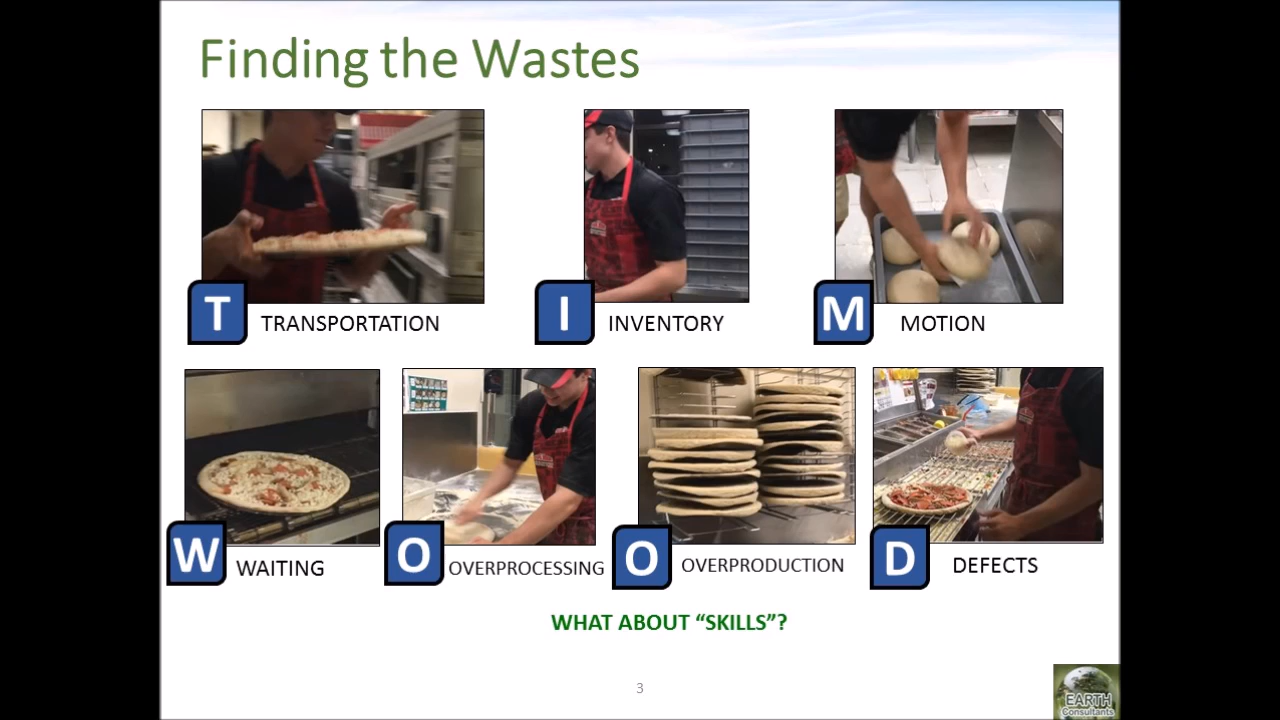 Finding the Wastes
T TRANSPORTATION
I INVENTORY
M MOTION
W WAITING
O OVERPROCESSING
O OVERPRODUCTION
D DEFECTS
WHAT ABOUT “SKILLS”?
3
EARTH
Consultants